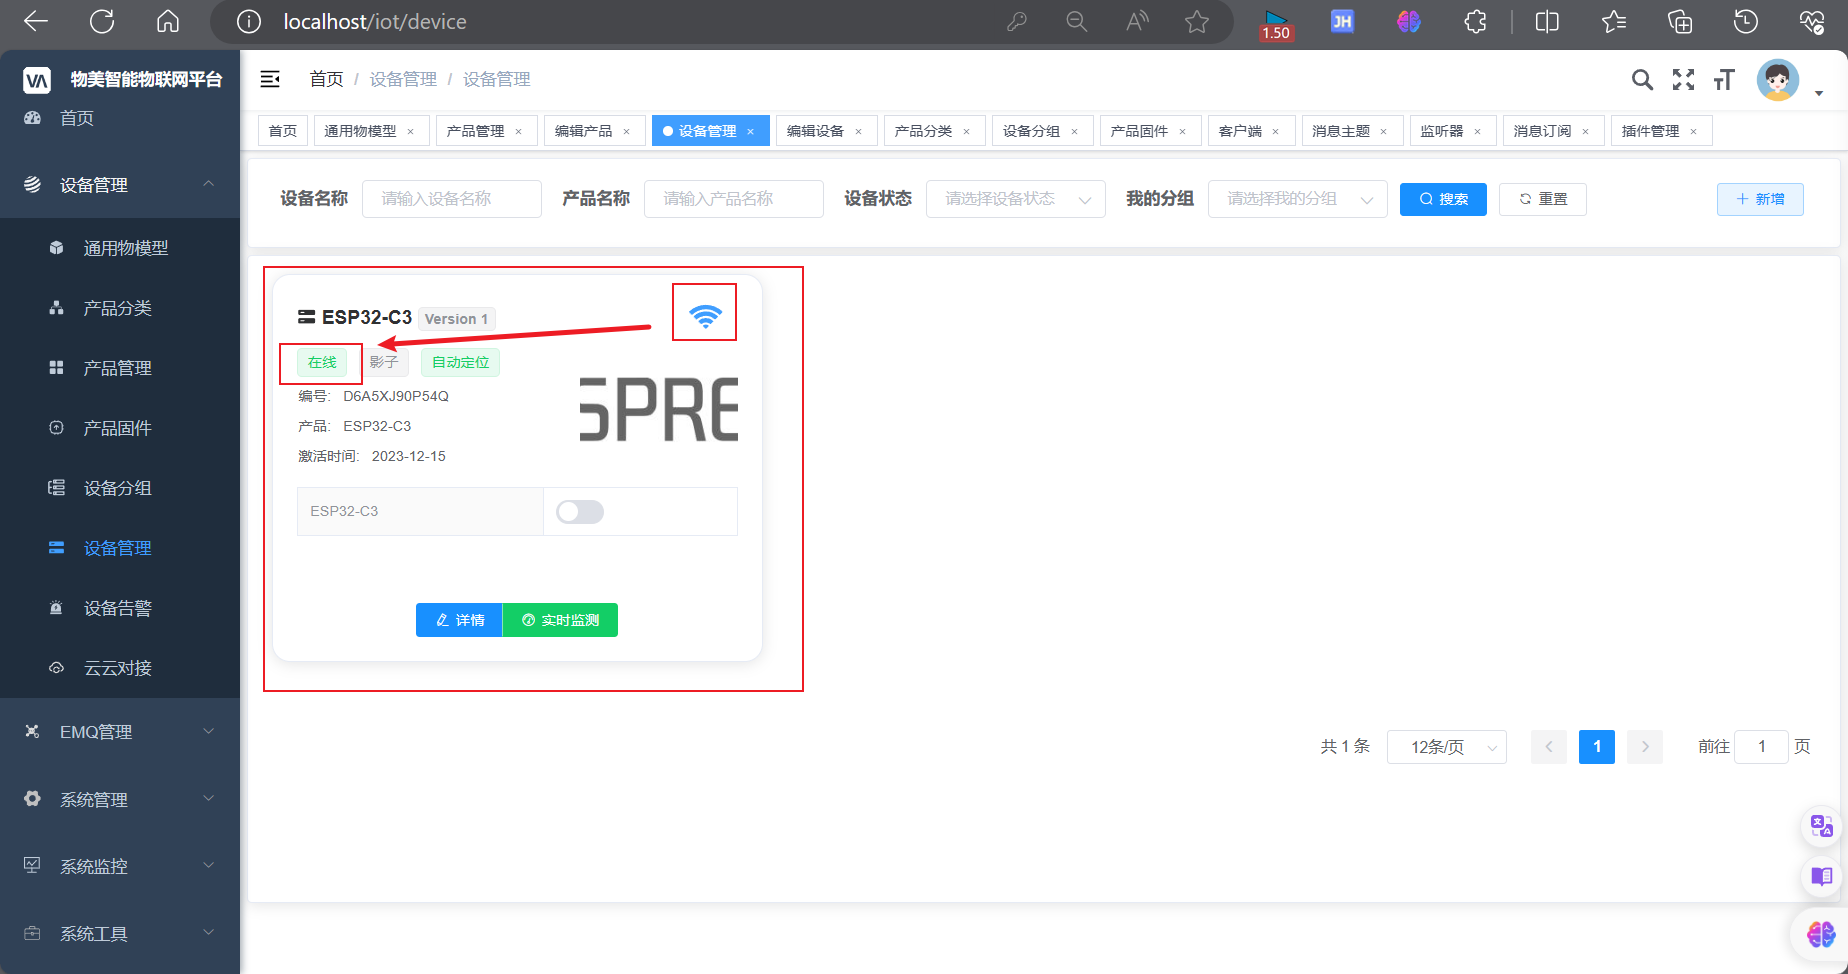 localhost/iot/device
1.50
JH
物美智能物联网平台
首页
设备管理
通用物模型
产品分类
产品管理
产品固件
设备分组
设备管理
设备告警
云云对接
EMQ管理
系统管理
系统监控
系统工具
首页 / 设备管理 / 设备管理
首页 通用物模型 × 产品管理 × 编辑产品 × 设备管理 × 编辑设备 × 产品分类 × 设备分组 × 产品固件 × 客户端 × 消息主题 × 监听器 × 消息订阅 × 插件管理 ×
设备名称 请输入设备名称 产品名称 请输入产品名称 设备状态 请选择设备状态 我的分组 请选择我的分组 搜索 重置 + 新增
ESP32-C3 Version 1
在线 影子 自动定位
编号: D6A5XJ90P54Q
产品: ESP32-C3
激活时间: 2023-12-15
SPRE
ESP32-C3
详情 实时监测
共 1 条 12条/页 1 前往 1 页